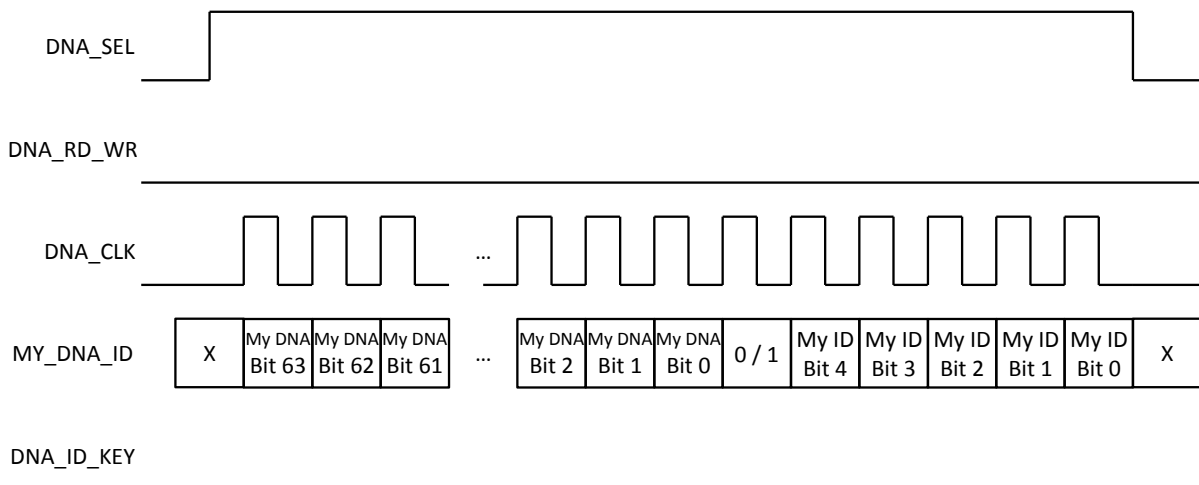 DNA_SEL
DNA_RD_WR
DNA_CLK
...
MY_DNA_ID
X
My DNA
Bit 63
My DNA
Bit 62
My DNA
Bit 61
...
My DNA
Bit 2
My DNA
Bit 1
My DNA
Bit 0
0 / 1
My ID
Bit 4
My ID
Bit 3
My ID
Bit 2
My ID
Bit 1
My ID
Bit 0
X
DNA_ID_KEY